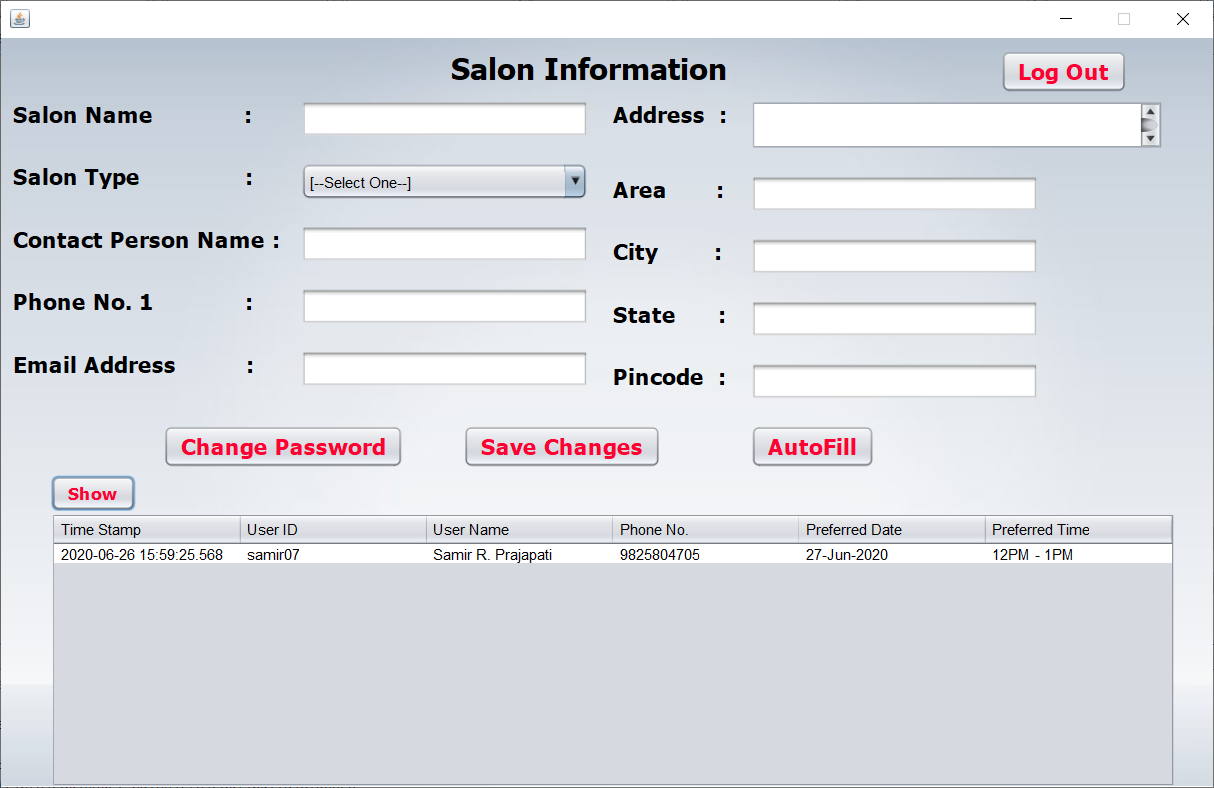 Salon Information
Log Out
Salon Name :
Address :
Salon Type :
[--Select One--]
Area :
Contact Person Name :
City :
Phone No. 1 :
State :
Email Address :
Pincode :
Change Password
Save Changes
AutoFill
Show
Time Stamp User ID User Name Phone No. Preferred Date Preferred Time
2020-06-26 15:59:25.568 samir07 Samir R. Prajapati 9825804705 27-Jun-2020 12PM - 1PM